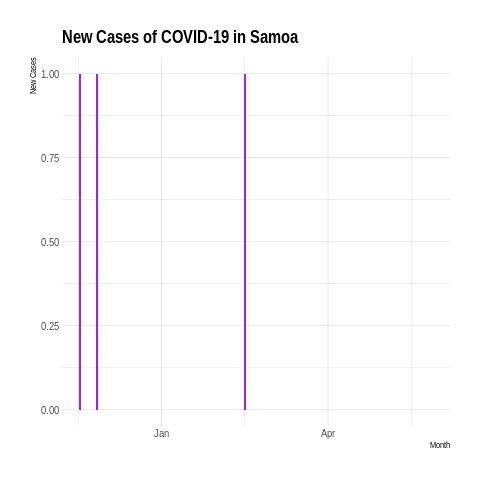 New Cases of COVID-19 in Samoa
New Cases
1.00
0.75
0.50
0.25
0.00
Jan
Apr
Month